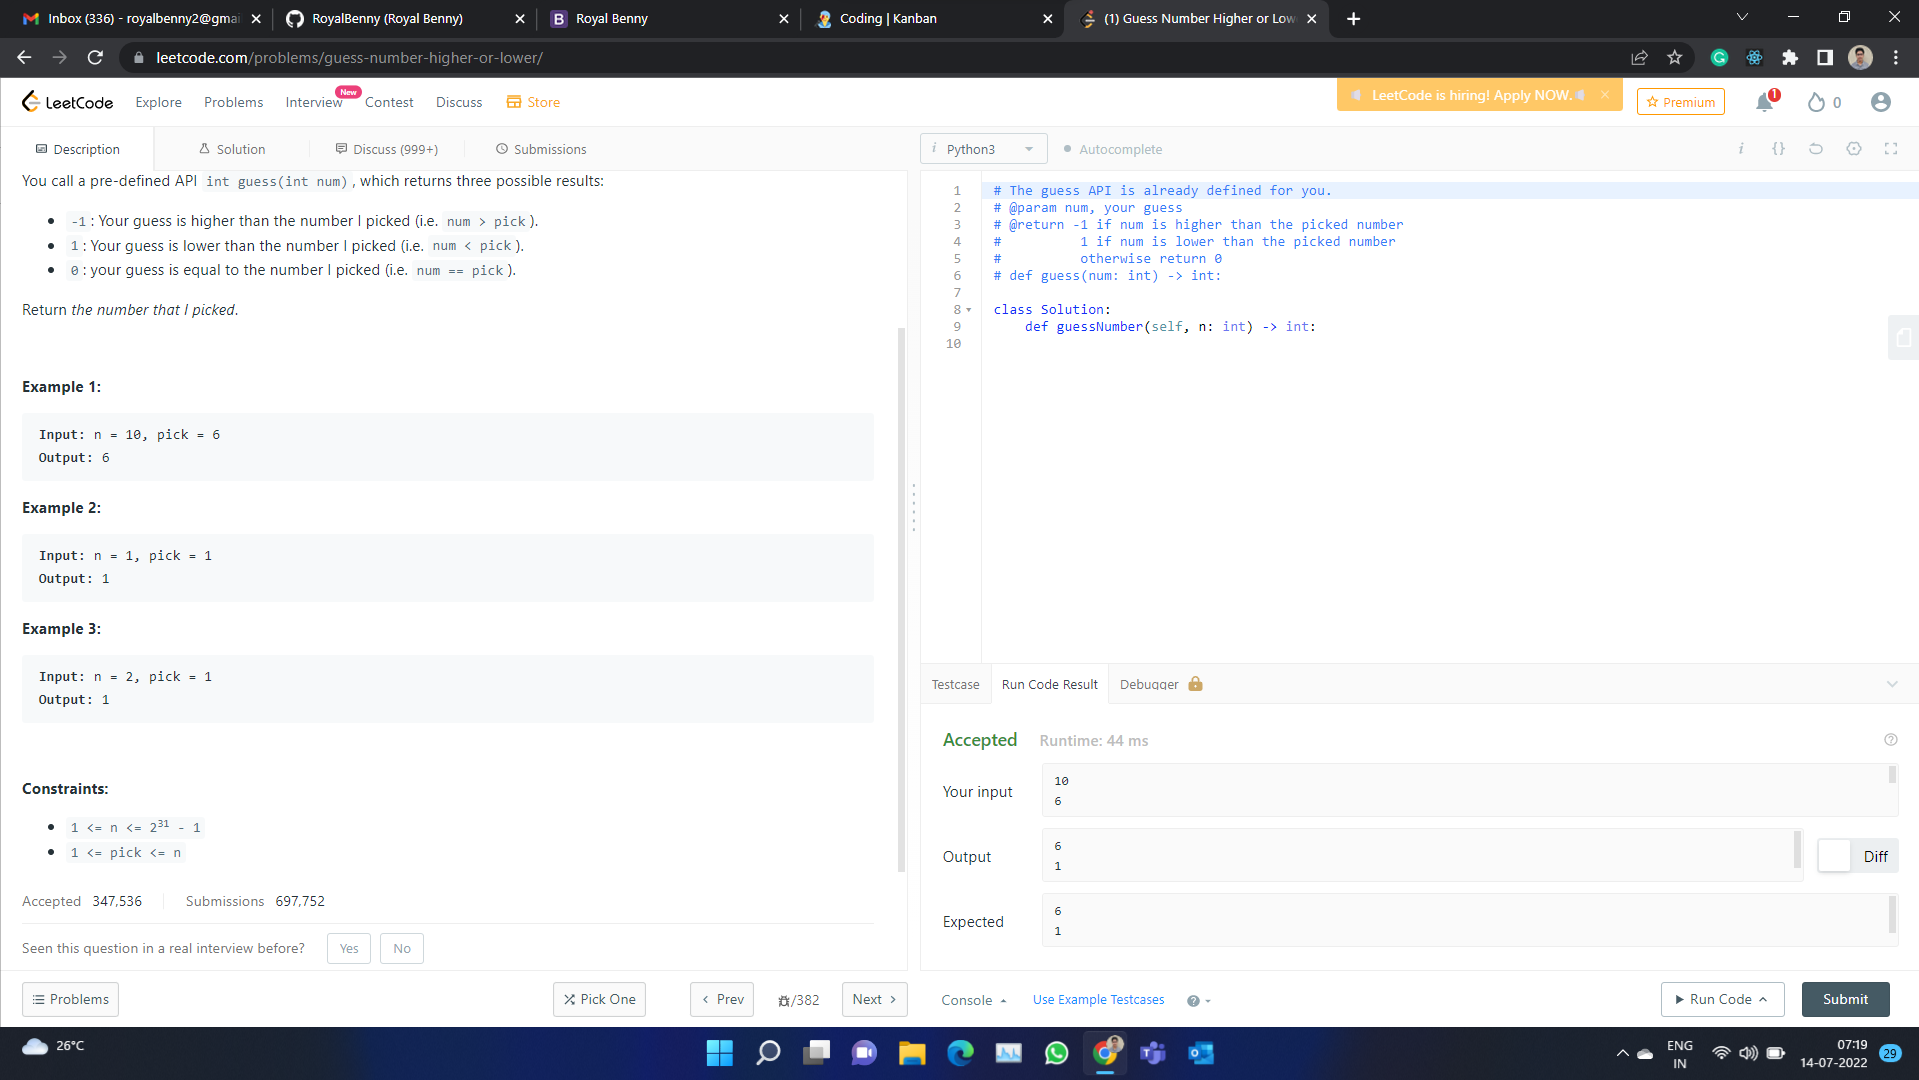 Inbox (336) - royalbenny2@gmai
RoyalBenny (Royal Benny)
B Royal Benny
Coding | Kanban
(1) Guess Number Higher or Low
leetcode.com/problems/guess-number-higher-or-lower/
LeetCode
Explore
Problems
Interview
New
Contest
Discuss
Store
LeetCode is hiring! Apply NOW.
Premium
1
0
Description
Solution
Discuss (999+)
Submissions
i Python3
Autocomplete
i {}
You call a pre-defined API int guess(int num), which returns three possible results:
-1: Your guess is higher than the number I picked (i.e. num > pick).
1: Your guess is lower than the number I picked (i.e. num < pick).
0: your guess is equal to the number I picked (i.e. num == pick).
Return the number that I picked.
Example 1:
Input: n = 10, pick = 6
Output: 6
Example 2:
Input: n = 1, pick = 1
Output: 1
Example 3:
Input: n = 2, pick = 1
Output: 1
Constraints:
1 <= n <= 2³¹ - 1
1 <= pick <= n
Accepted 347,536
Submissions 697,752
Seen this question in a real interview before?
Yes
No
Problems
Pick One
Prev
/382
Next
1 # The guess API is already defined for you.
2 # @param num, your guess
3 # @return -1 if num is higher than the picked number
4 #          1 if num is lower than the picked number
5 #          otherwise return 0
6 # def guess(num: int) -> int:
7
8 class Solution:
9     def guessNumber(self, n: int) -> int:
10
Testcase
Run Code Result
Debugger
Accepted
Runtime: 44 ms
Your input
10
6
Output
6
1
Diff
Expected
6
1
Console
Use Example Testcases
Run Code
Submit
26°C
ENG
IN
07:19
14-07-2022
29